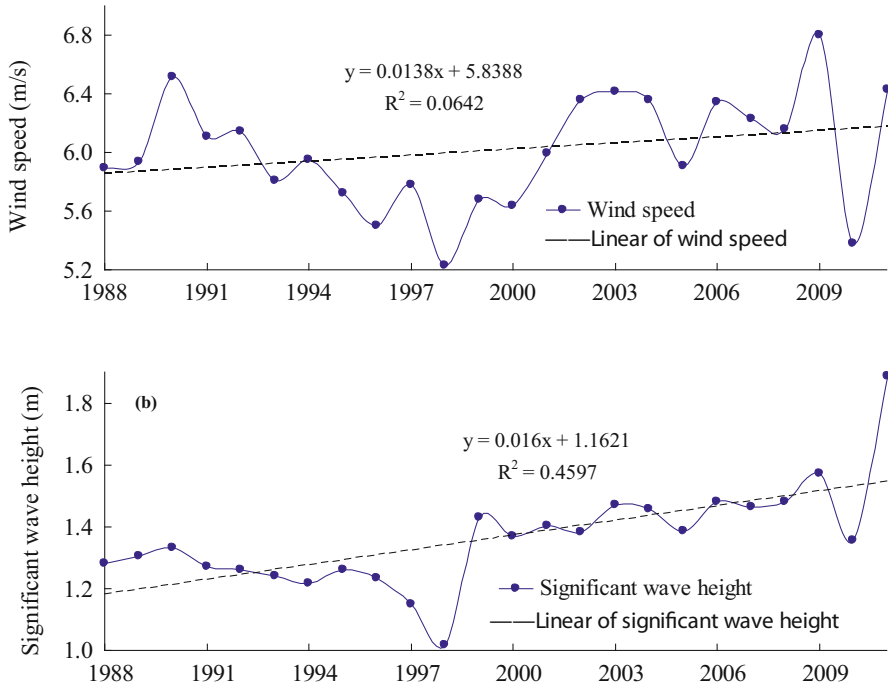 6.8
6.4
6.0
5.6
5.2
Wind speed (m/s)
y = 0.0138x + 5.8388
R² = 0.0642
Wind speed
Linear of wind speed
1988 1991 1994 1997 2000 2003 2006 2009
1.8
1.6
1.4
1.2
1.0
Significant wave height (m)
(b)
y = 0.016x + 1.1621
R² = 0.4597
Significant wave height
Linear of significant wave height
1988 1991 1994 1997 2000 2003 2006 2009